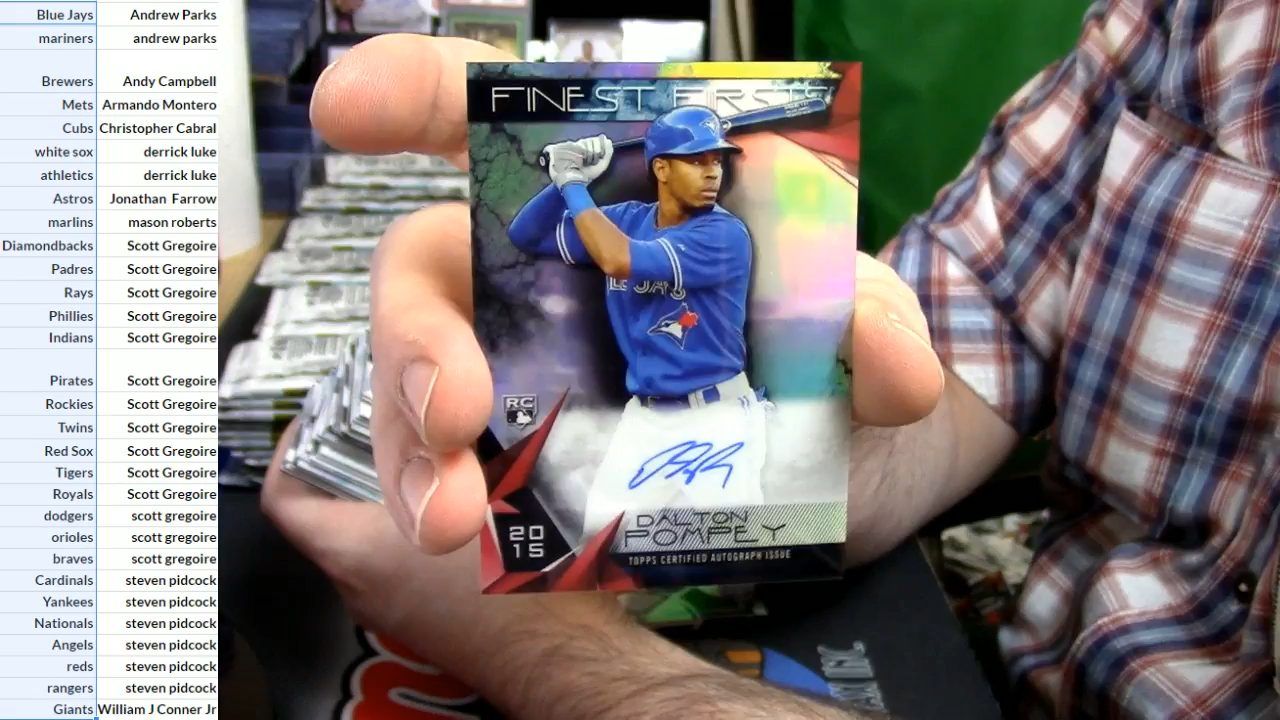 Blue Jays Andrew Parks
mariners andrew parks
Brewers Andy Campbell
Mets Armando Montero
Cubs Christopher Cabral
white sox derrick luke
athletics derrick luke
Astros Jonathan Farrow
marlins mason roberts
Diamondbacks Scott Gregoire
Padres Scott Gregoire
Rays Scott Gregoire
Phillies Scott Gregoire
Indians Scott Gregoire
Pirates Scott Gregoire
Rockies Scott Gregoire
Twins Scott Gregoire
Red Sox Scott Gregoire
Tigers Scott Gregoire
Royals Scott Gregoire
dodgers scott gregoire
orioles scott gregoire
braves scott gregoire
Cardinals steven pidcock
Yankees steven pidcock
Nationals steven pidcock
Angels steven pidcock
reds steven pidcock
rangers steven pidcock
Giants William J Conner Jr
FINEST FIRSTS
RC
2015
DALTON
POMPEY
TOPPS CERTIFIED AUTOGRAPH ISSUE